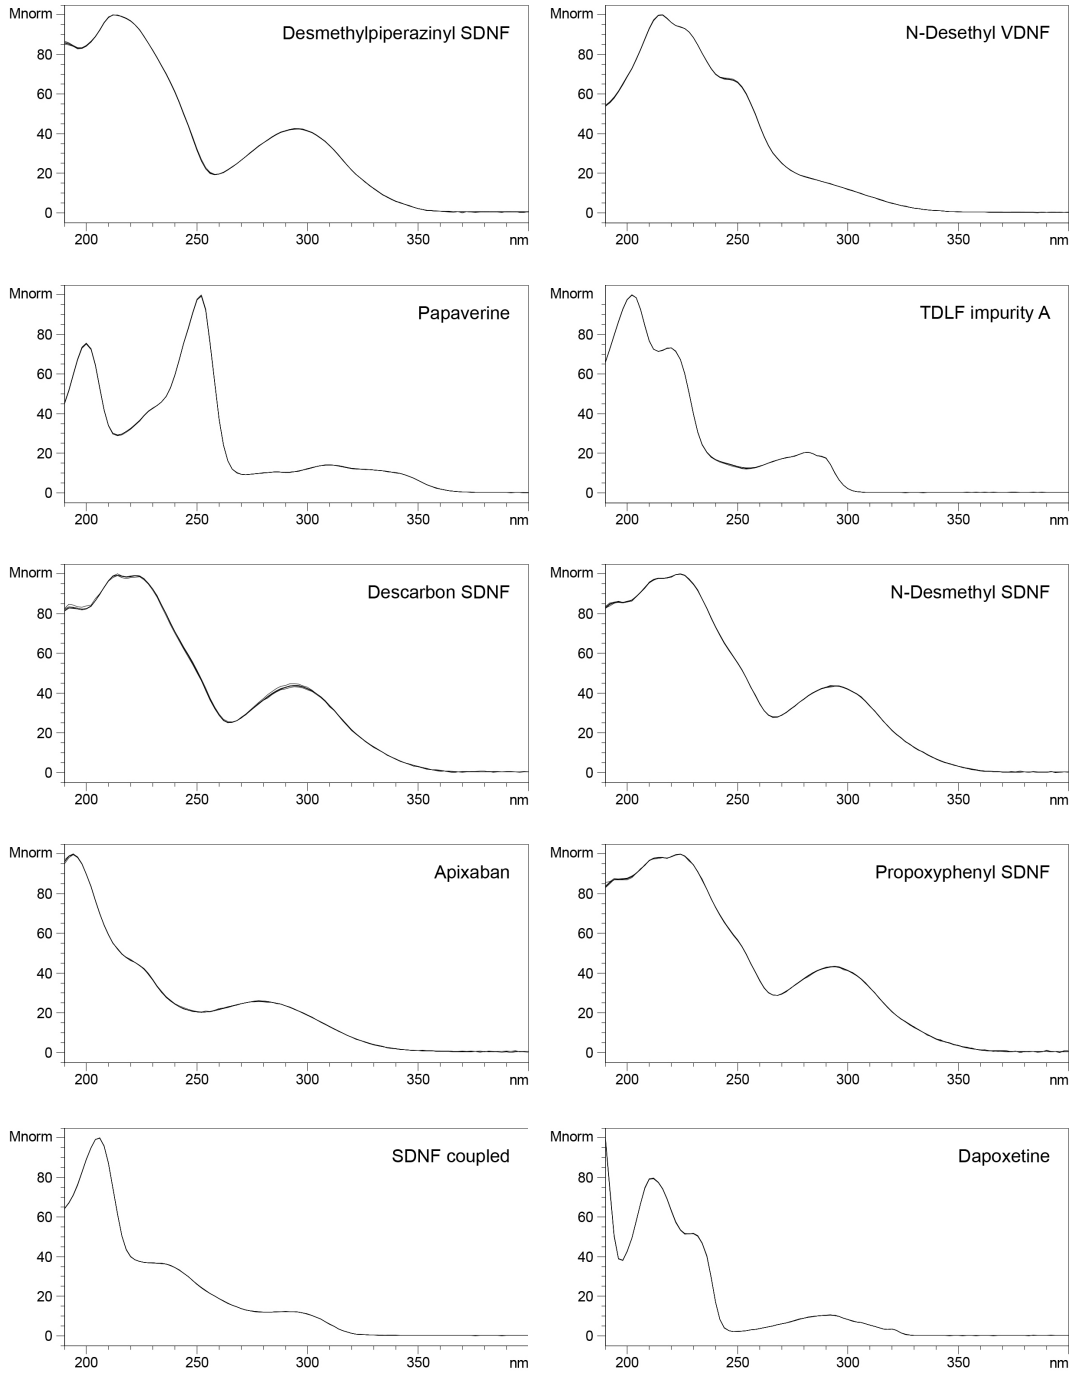 Mnorm
Desmethylpiperazinyl SDNF
80
60
40
20
0
200 250 300 350 nm
Mnorm
N-Desethyl VDNF
80
60
40
20
0
200 250 300 350 nm
Mnorm
Papaverine
80
60
40
20
0
200 250 300 350 nm
Mnorm
TDLF impurity A
80
60
40
20
0
200 250 300 350 nm
Mnorm
Descarbon SDNF
80
60
40
20
0
200 250 300 350 nm
Mnorm
N-Desmethyl SDNF
80
60
40
20
0
200 250 300 350 nm
Mnorm
Apixaban
80
60
40
20
0
200 250 300 350 nm
Mnorm
Propoxyphenyl SDNF
80
60
40
20
0
200 250 300 350 nm
Mnorm
SDNF coupled
80
60
40
20
0
200 250 300 350 nm
Mnorm
Dapoxetine
80
60
40
20
0
200 250 300 350 nm